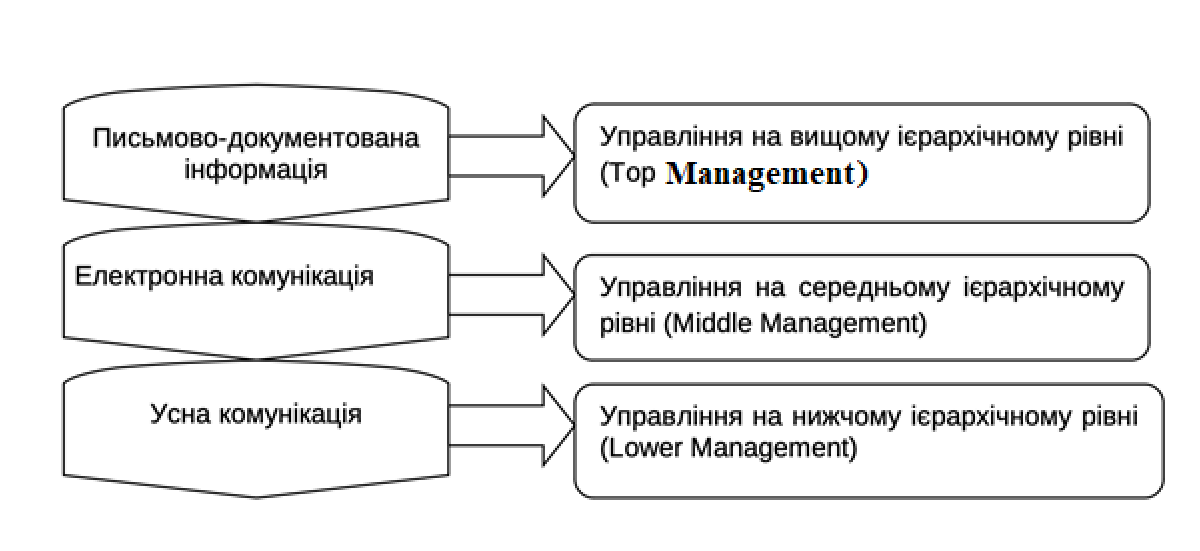 Письмово-документована
інформація
Управління на вищому ієрархічному рівні
(Top Management)
Електронна комунікація
Управління на середньому ієрархічному
рівні (Middle Management)
Усна комунікація
Управління на нижчому ієрархічному рівні
(Lower Management)